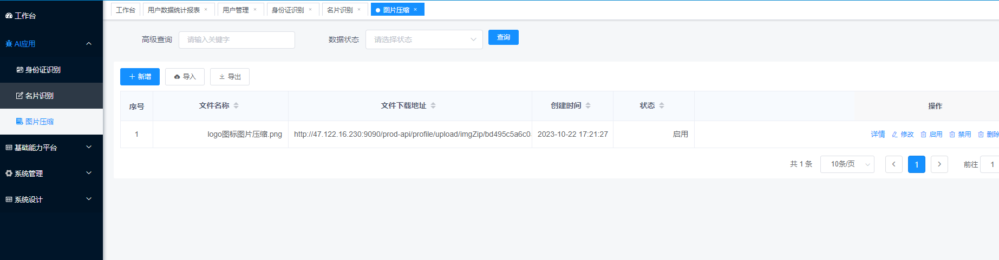 工作台
AI应用
身份证识别
名片识别
图片压缩
基础能力平台
系统管理
系统设计
工作台 用户数据统计报表 × 用户管理 × 身份证识别 × 名片识别 × 图片压缩 ×
高级查询 请输入关键字 数据状态 请选择状态 查询
+ 新增 导入 导出
序号 文件名称 文件下载地址 创建时间 状态 操作
1 logo图标图片压缩.png http://47.122.16.230:9090/prod-api/profile/upload/imgZip/bd495c5a6c0 2023-10-22 17:21:27 启用 详情 修改 启用 禁用 删除
共 1 条 10条/页 < 1 > 前往 1